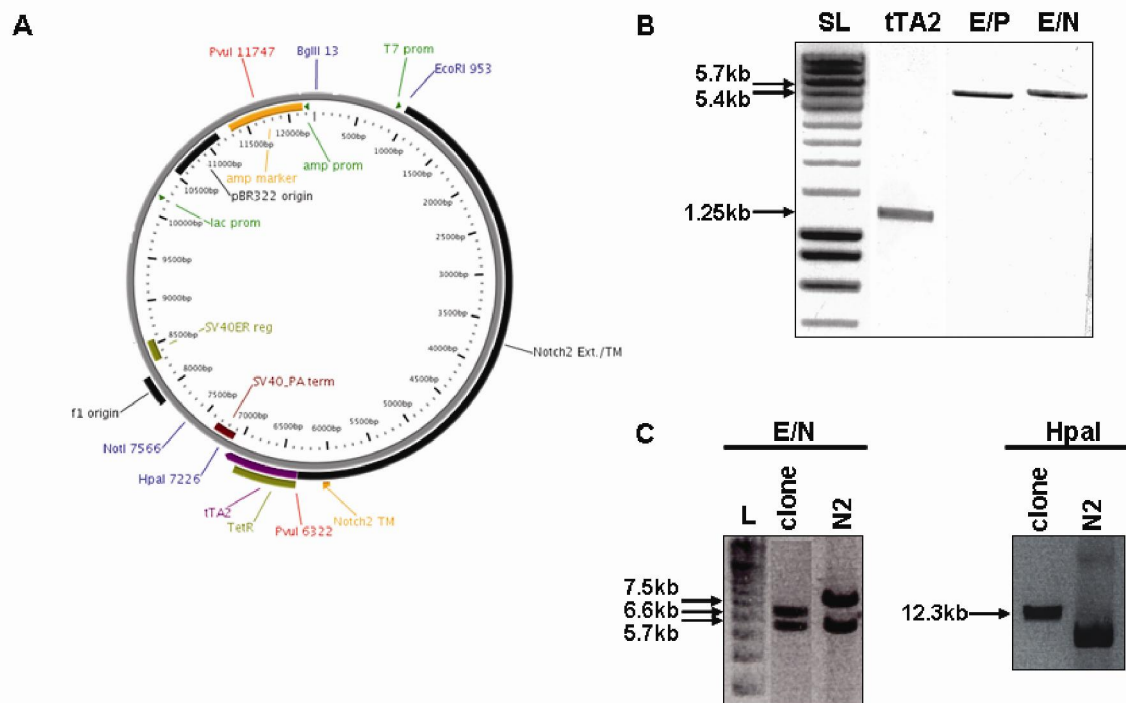 A
PvuI 11747
BglII 13
T7 prom
EcoRI 953
12000bp
500bp
11500bp
1000bp
11000bp
amp prom
amp marker
1500bp
10500bp
pBR322 origin
2000bp
lac prom
10000bp
2500bp
9500bp
3000bp
9000bp
3500bp
SV40ER reg
8500bp
4000bp
Notch2 Ext./TM
8000bp
SV40_PA term
4500bp
7500bp
5000bp
f1 origin
7000bp
6500bp
6000bp
5500bp
NotI 7566
HpaI 7226
tTA2
TetR
PvuI 6322
Notch2 TM
B
SL
tTA2
E/P
E/N
5.7kb
5.4kb
1.25kb
C
E/N
L
clone
N2
7.5kb
6.6kb
5.7kb
HpaI
clone
N2
12.3kb